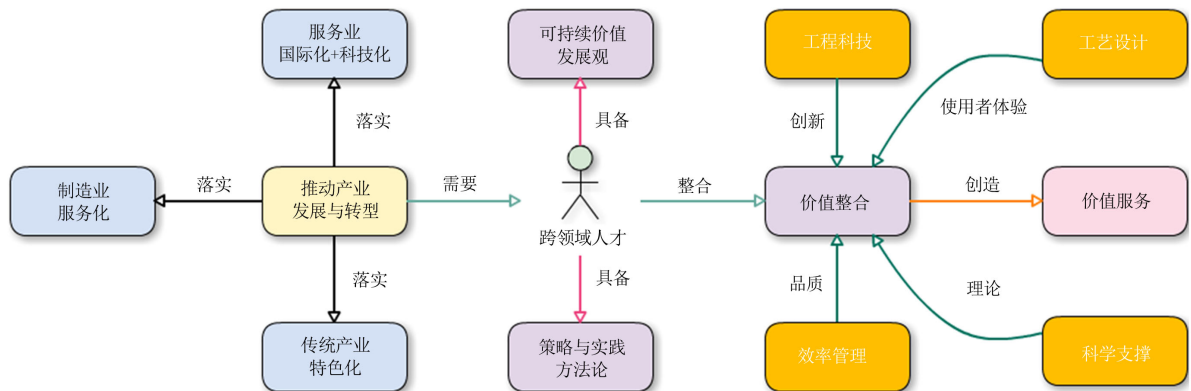 服务业
国际化+科技化
可持续价值
发展观
工程科技
工艺设计
落实
具备
创新
使用者体验
制造业
服务化
落实
推动产业
发展与转型
需要
跨领域人才
整合
价值整合
创造
价值服务
落实
具备
品质
理论
传统产业
特色化
策略与实践
方法论
效率管理
科学支撑